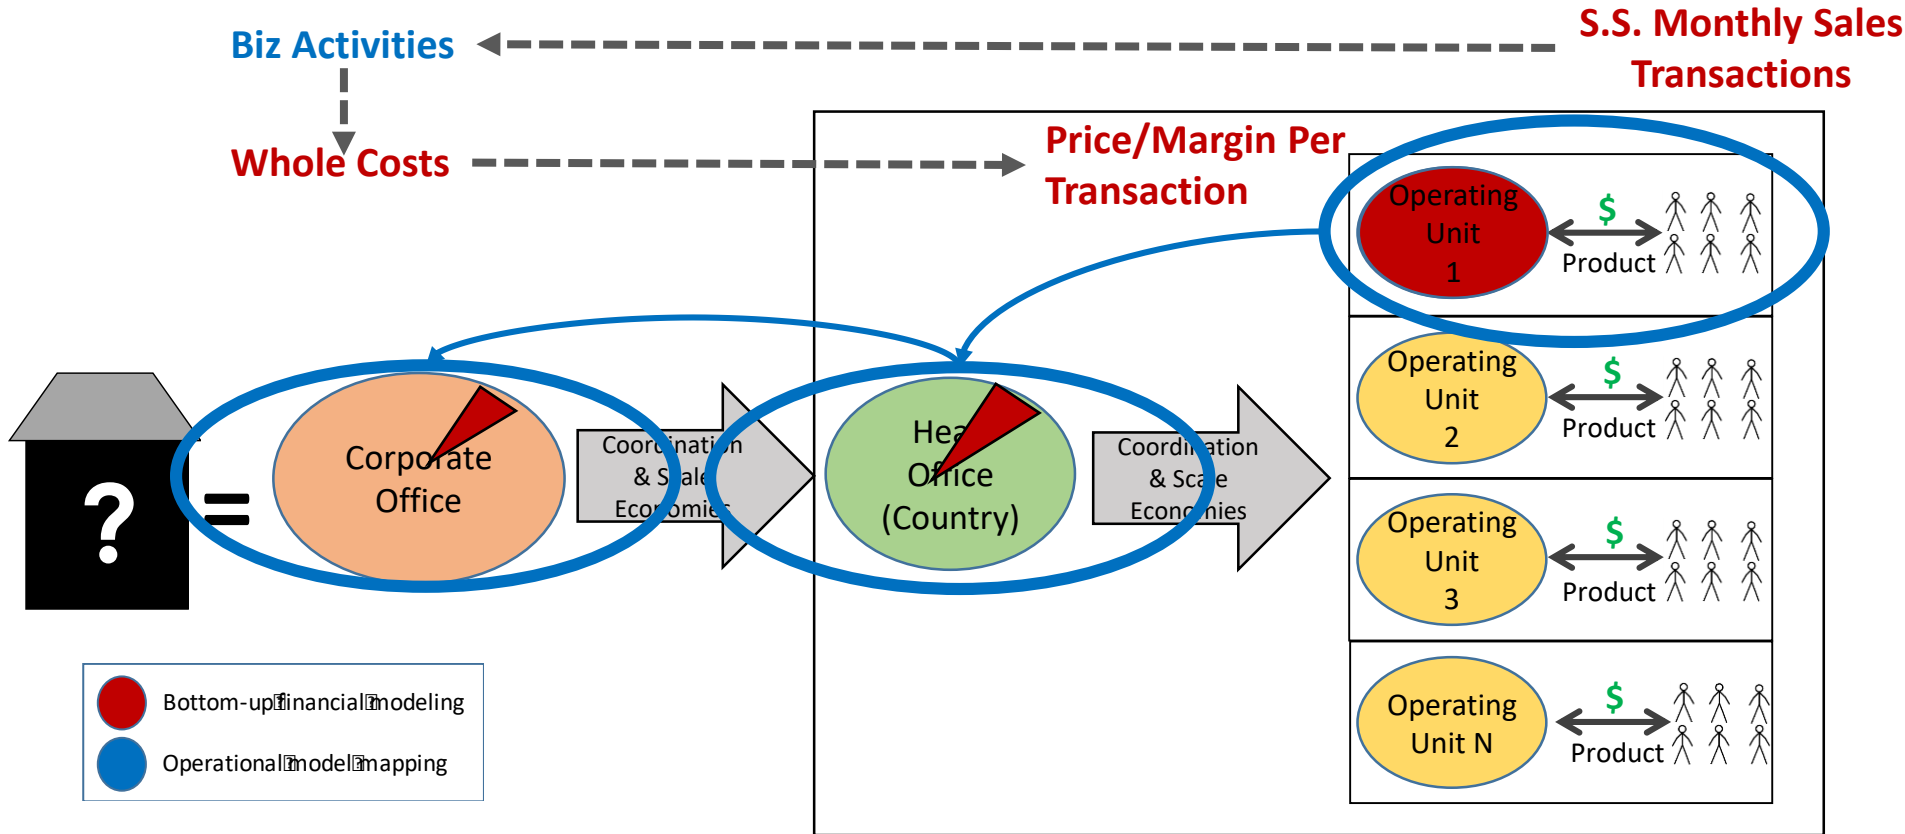 S.S. Monthly Sales
Transactions
Biz Activities
Whole Costs
Price/Margin Per
Transaction
Operating
Unit
1
$
Product
Operating
Unit
2
$
Product
?
=
Corporate
Office
Coordination
& Scale
Economies
Head
Office
(Country)
Coordination
& Scale
Economies
Operating
Unit
3
$
Product
Operating
Unit N
$
Product
Bottom-up financial modeling
Operational model mapping